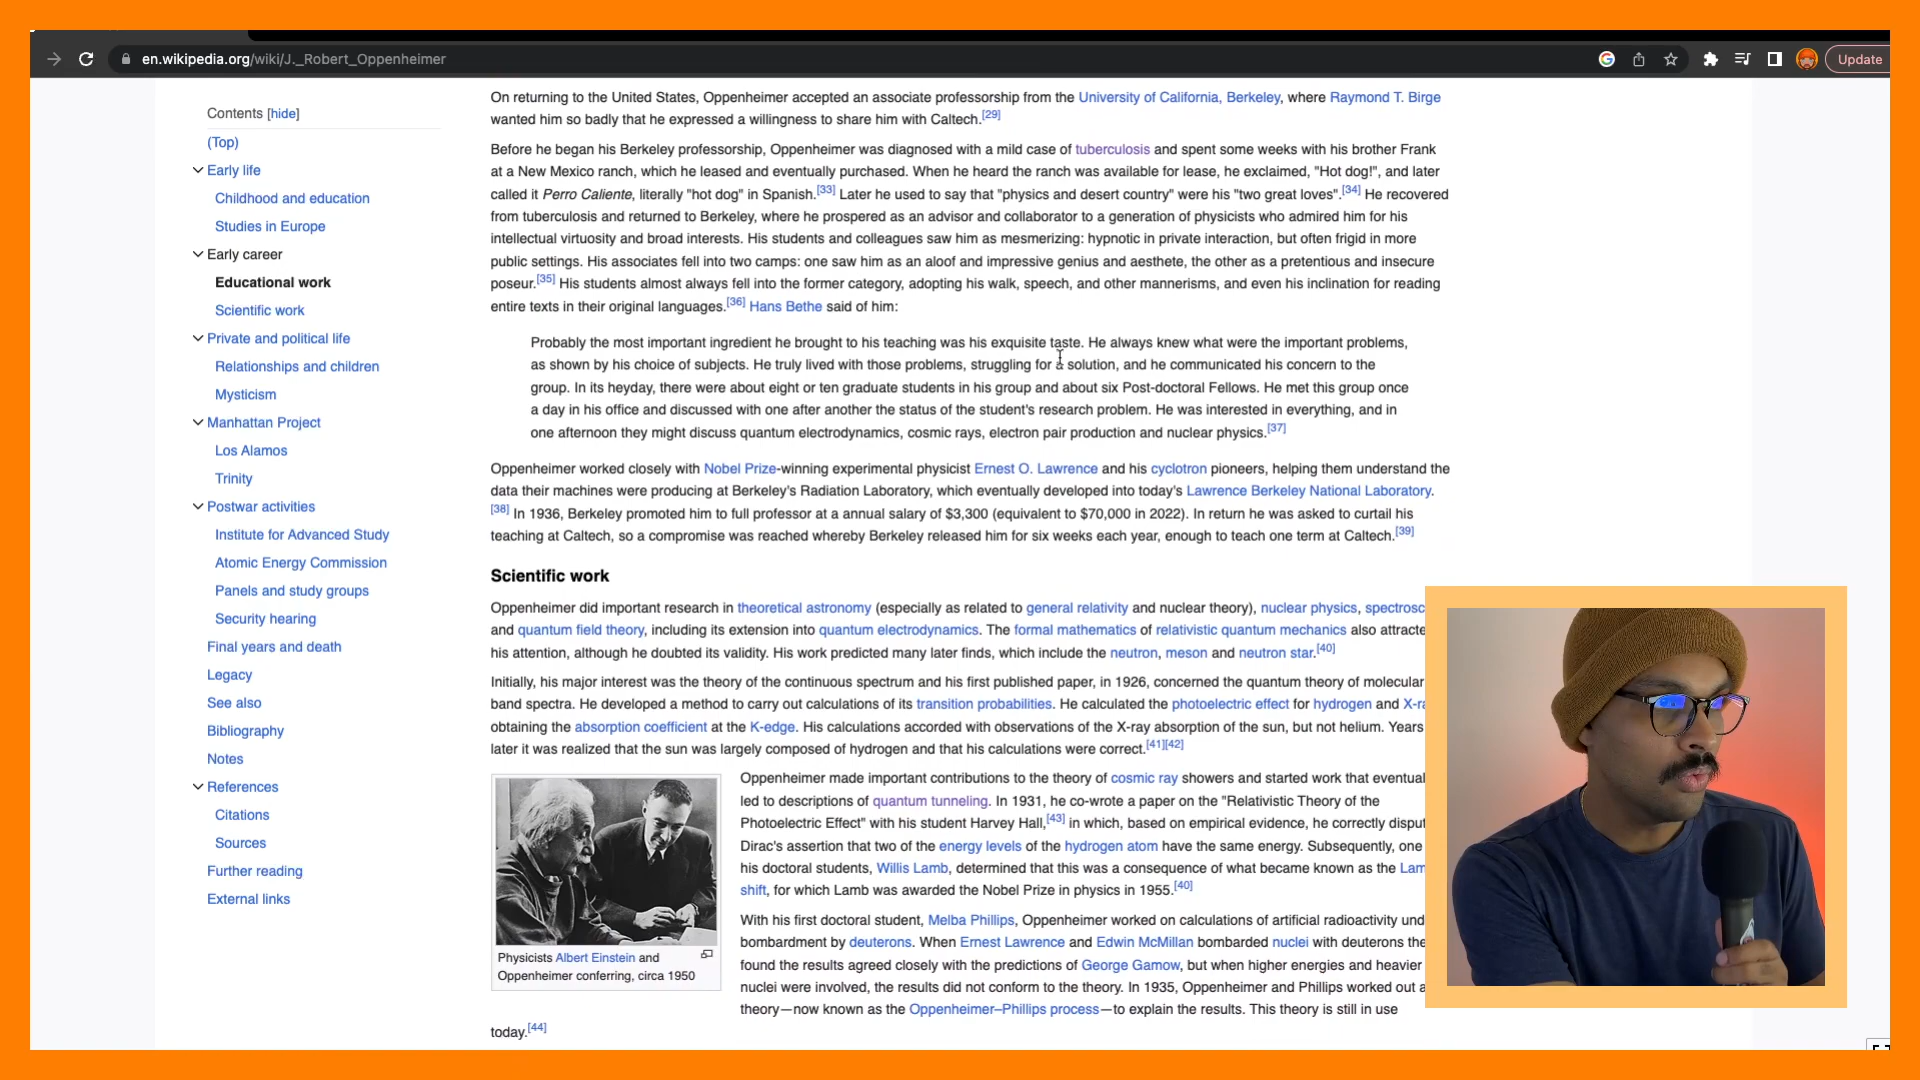 en.wikipedia.org/wiki/J._Robert_Oppenheimer
Update
Contents [hide]
(Top)
Early life
Childhood and education
Studies in Europe
Early career
Educational work
Scientific work
Private and political life
Relationships and children
Mysticism
Manhattan Project
Los Alamos
Trinity
Postwar activities
Institute for Advanced Study
Atomic Energy Commission
Panels and study groups
Security hearing
Final years and death
Legacy
See also
Bibliography
Notes
References
Citations
Sources
Further reading
External links
On returning to the United States, Oppenheimer accepted an associate professorship from the University of California, Berkeley, where Raymond T. Birge
wanted him so badly that he expressed a willingness to share him with Caltech.[29]
Before he began his Berkeley professorship, Oppenheimer was diagnosed with a mild case of tuberculosis and spent some weeks with his brother Frank
at a New Mexico ranch, which he leased and eventually purchased. When he heard the ranch was available for lease, he exclaimed, "Hot dog!", and later
called it Perro Caliente, literally "hot dog" in Spanish.[33] Later he used to say that "physics and desert country" were his "two great loves".[34] He recovered
from tuberculosis and returned to Berkeley, where he prospered as an advisor and collaborator to a generation of physicists who admired him for his
intellectual virtuosity and broad interests. His students and colleagues saw him as mesmerizing: hypnotic in private interaction, but often frigid in more
public settings. His associates fell into two camps: one saw him as an aloof and impressive genius and aesthete, the other as a pretentious and insecure
poseur.[35] His students almost always fell into the former category, adopting his walk, speech, and other mannerisms, and even his inclination for reading
entire texts in their original languages.[36] Hans Bethe said of him:
Probably the most important ingredient he brought to his teaching was his exquisite taste. He always knew what were the important problems,
as shown by his choice of subjects. He truly lived with those problems, struggling for a solution, and he communicated his concern to the
group. In its heyday, there were about eight or ten graduate students in his group and about six Post-doctoral Fellows. He met this group once
a day in his office and discussed with one after another the status of the student's research problem. He was interested in everything, and in
one afternoon they might discuss quantum electrodynamics, cosmic rays, electron pair production and nuclear physics.[37]
Oppenheimer worked closely with Nobel Prize-winning experimental physicist Ernest O. Lawrence and his cyclotron pioneers, helping them understand the
data their machines were producing at Berkeley's Radiation Laboratory, which eventually developed into today's Lawrence Berkeley National Laboratory.
[38] In 1936, Berkeley promoted him to full professor at a annual salary of $3,300 (equivalent to $70,000 in 2022). In return he was asked to curtail his
teaching at Caltech, so a compromise was reached whereby Berkeley released him for six weeks each year, enough to teach one term at Caltech.[39]
Scientific work
Oppenheimer did important research in theoretical astronomy (especially as related to general relativity and nuclear theory), nuclear physics, spectrosc
and quantum field theory, including its extension into quantum electrodynamics. The formal mathematics of relativistic quantum mechanics also attracte
his attention, although he doubted its validity. His work predicted many later finds, which include the neutron, meson and neutron star.[40]
Initially, his major interest was the theory of the continuous spectrum and his first published paper, in 1926, concerned the quantum theory of molecular
band spectra. He developed a method to carry out calculations of its transition probabilities. He calculated the photoelectric effect for hydrogen and X-ra
obtaining the absorption coefficient at the K-edge. His calculations accorded with observations of the X-ray absorption of the sun, but not helium. Years
later it was realized that the sun was largely composed of hydrogen and that his calculations were correct.[41][42]
Physicists Albert Einstein and
Oppenheimer conferring, circa 1950
Oppenheimer made important contributions to the theory of cosmic ray showers and started work that eventual
led to descriptions of quantum tunneling. In 1931, he co-wrote a paper on the "Relativistic Theory of the
Photoelectric Effect" with his student Harvey Hall,[43] in which, based on empirical evidence, he correctly disput
Dirac's assertion that two of the energy levels of the hydrogen atom have the same energy. Subsequently, one
his doctoral students, Willis Lamb, determined that this was a consequence of what became known as the Lam
shift, for which Lamb was awarded the Nobel Prize in physics in 1955.[40]
With his first doctoral student, Melba Phillips, Oppenheimer worked on calculations of artificial radioactivity und
bombardment by deuterons. When Ernest Lawrence and Edwin McMillan bombarded nuclei with deuterons the
found the results agreed closely with the predictions of George Gamow, but when higher energies and heavier
nuclei were involved, the results did not conform to the theory. In 1935, Oppenheimer and Phillips worked out a
theory—now known as the Oppenheimer–Phillips process—to explain the results. This theory is still in use
today.[44]